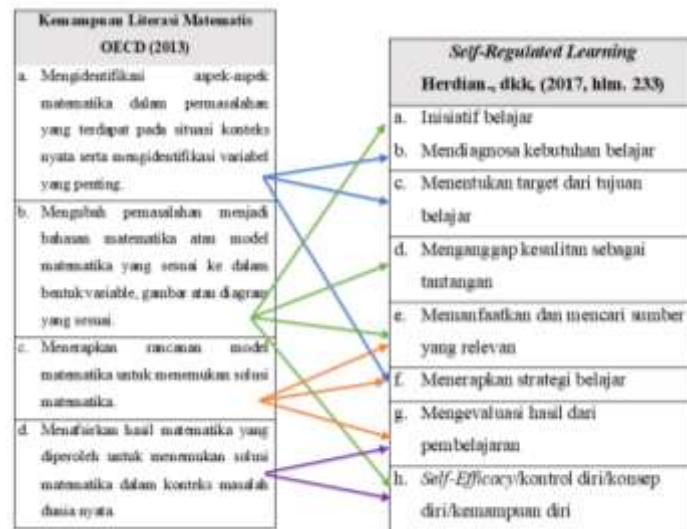 Kemampuan Literasi Matematis
OECD (2013)
a. Mengidentifikasi aspek-aspek
matematika dalam permasalahan
yang terdapat pada situasi konteks
nyata serta mengidentifikasi variabel
yang penting.
b. Mengubah permasalahan menjadi
bahasan matematika atau model
matematika yang sesuai ke dalam
bentuk variable, gambar atau diagram
yang sesuai.
c. Menerapkan rancanan model
matematika untuk menemukan solusi
matematika.
d. Menafsirkan hasil matematika yang
diperoleh untuk menemukan solusi
matematika dalam konteks masalah
dunia nyata.
Self-Regulated Learning
Herdian., dkk, (2017, hlm. 233)
a. Inisiatif belajar
b. Mendiagnosa kebutuhan belajar
c. Menentukan target dari tujuan
belajar
d. Menganggap kesulitan sebagai
tantangan
e. Memanfaatkan dan mencari sumber
yang relevan
f. Menerapkan strategi belajar
g. Mengevaluasi hasil dari
pembelajaran
h. Self-Efficacy/kontrol diri/konsep
diri/kemampuan diri